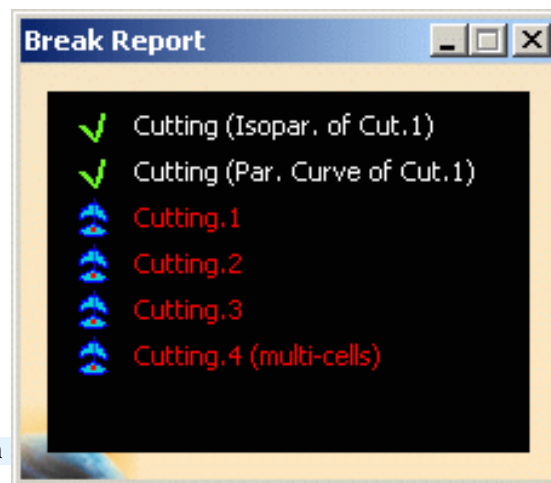 Break Report
Cutting (Isopar. of Cut.1)
Cutting (Par. Curve of Cut.1)
Cutting.1
Cutting.2
Cutting.3
Cutting.4 (multi-cells)